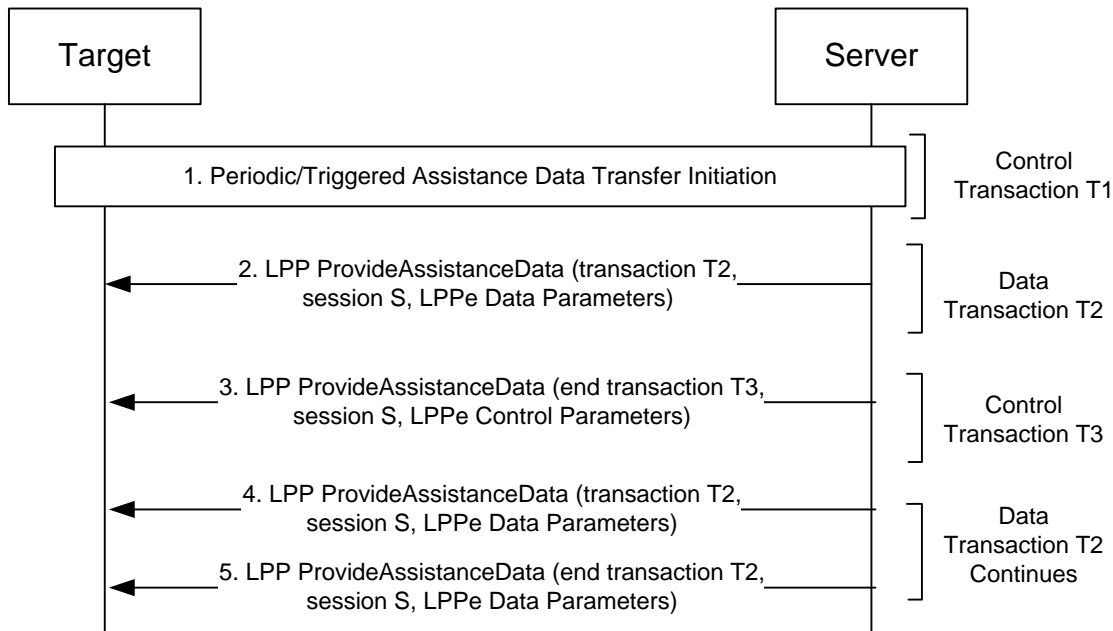 Target
Server
1. Periodic/Triggered Assistance Data Transfer Initiation
Control
Transaction T1
2. LPP ProvideAssistanceData (transaction T2,
session S, LPPe Data Parameters)
Data
Transaction T2
3. LPP ProvideAssistanceData (end transaction T3,
session S, LPPe Control Parameters)
Control
Transaction T3
4. LPP ProvideAssistanceData (transaction T2,
session S, LPPe Data Parameters)
5. LPP ProvideAssistanceData (end transaction T2,
session S, LPPe Data Parameters)
Data
Transaction T2
Continues